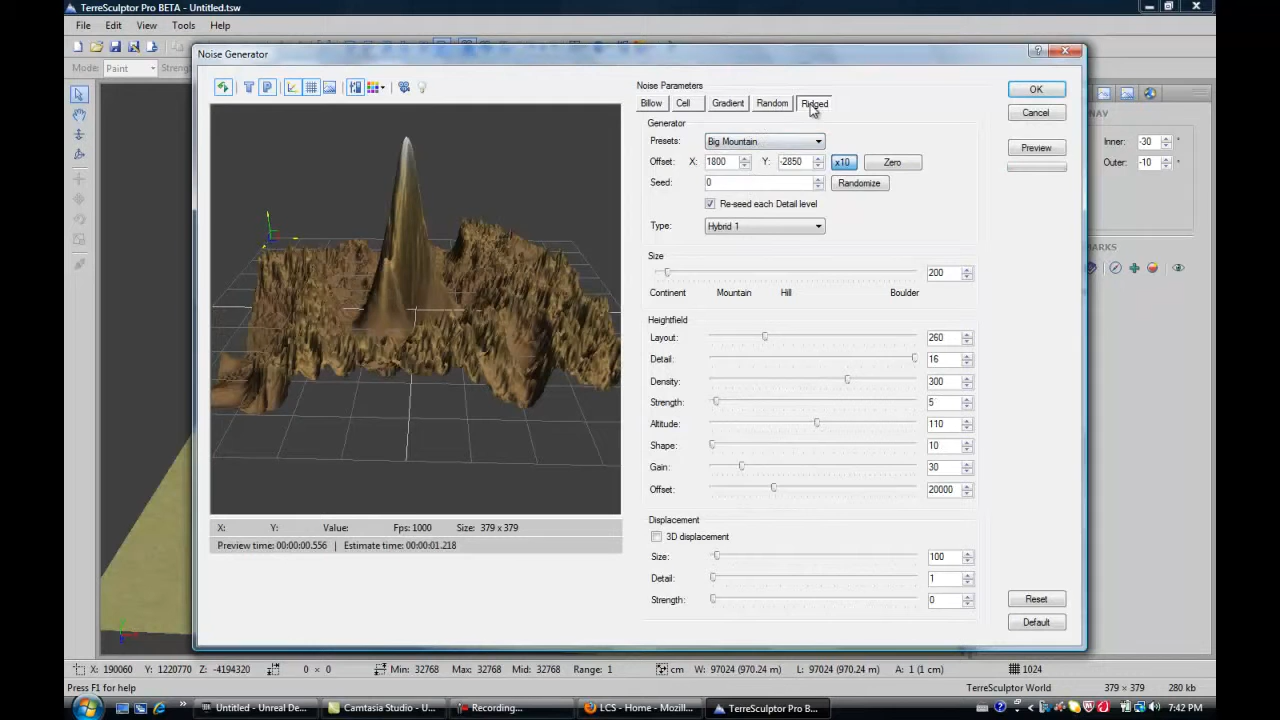 TerreSculptor Pro BETA - Untitled.tsw
File Edit View Tools Help
Mode: Paint Streng
Noise Generator
Noise Parameters
Billow Cell Gradient Random Ridged
Generator
Presets: Big Mountain
Offset: X: 1800 Y: -2850 x10 Zero
Seed: 0 Randomize
Re-seed each Detail level
Type: Hybrid 1
Size
200
Continent Mountain Hill Boulder
Heightfield
Layout: 260
Detail: 16
Density: 300
Strength: 5
Altitude: 110
Shape: 10
Gain: 30
Offset: 20000
Displacement
3D displacement
Size: 100
Detail: 1
Strength: 0
OK
Cancel
Preview
Reset
Default
NAV
Inner: -30 °
Outer: -10 °
MARKS
X: Y: Value: Fps: 1000 Size: 379 x 379
Preview time: 00:00:00.556 | Estimate time: 00:00:01.218
X: 190060 Y: 1220770 Z: -4194320 0 × 0 Min: 32768 Max: 32768 Mid: 32768 Range: 1 cm W: 97024 (970.24 m) L: 97024 (970.24 m) A: 1 (1 cm) 1024
Press F1 for help TerreSculptor World 379 × 379 280 kb
Untitled - Unreal De... Camtasia Studio - U... Recording... LCS - Home - Mozill... TerreSculptor Pro B... 7:42 PM